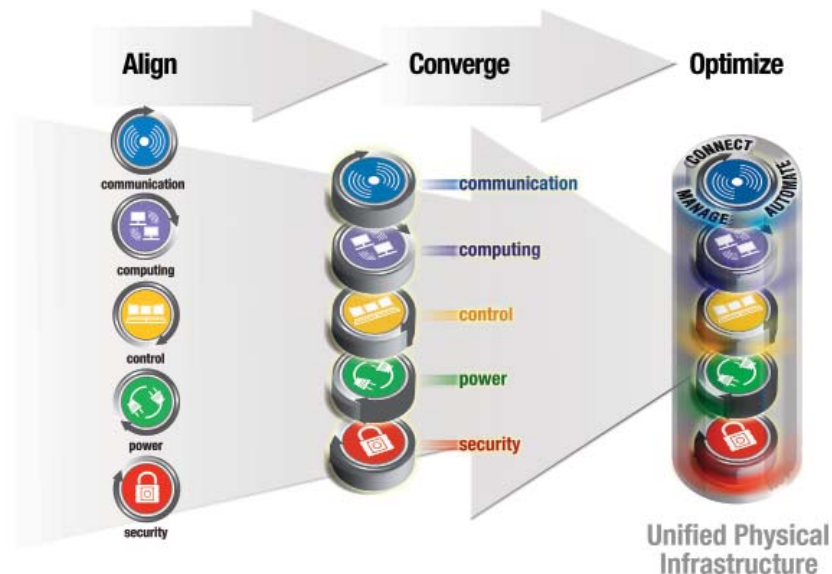 Align
Converge
Optimize
communication
computing
control
power
security
communication
computing
control
power
security
CONNECT
AUTOMATE
MANAGE
Unified Physical
Infrastructure